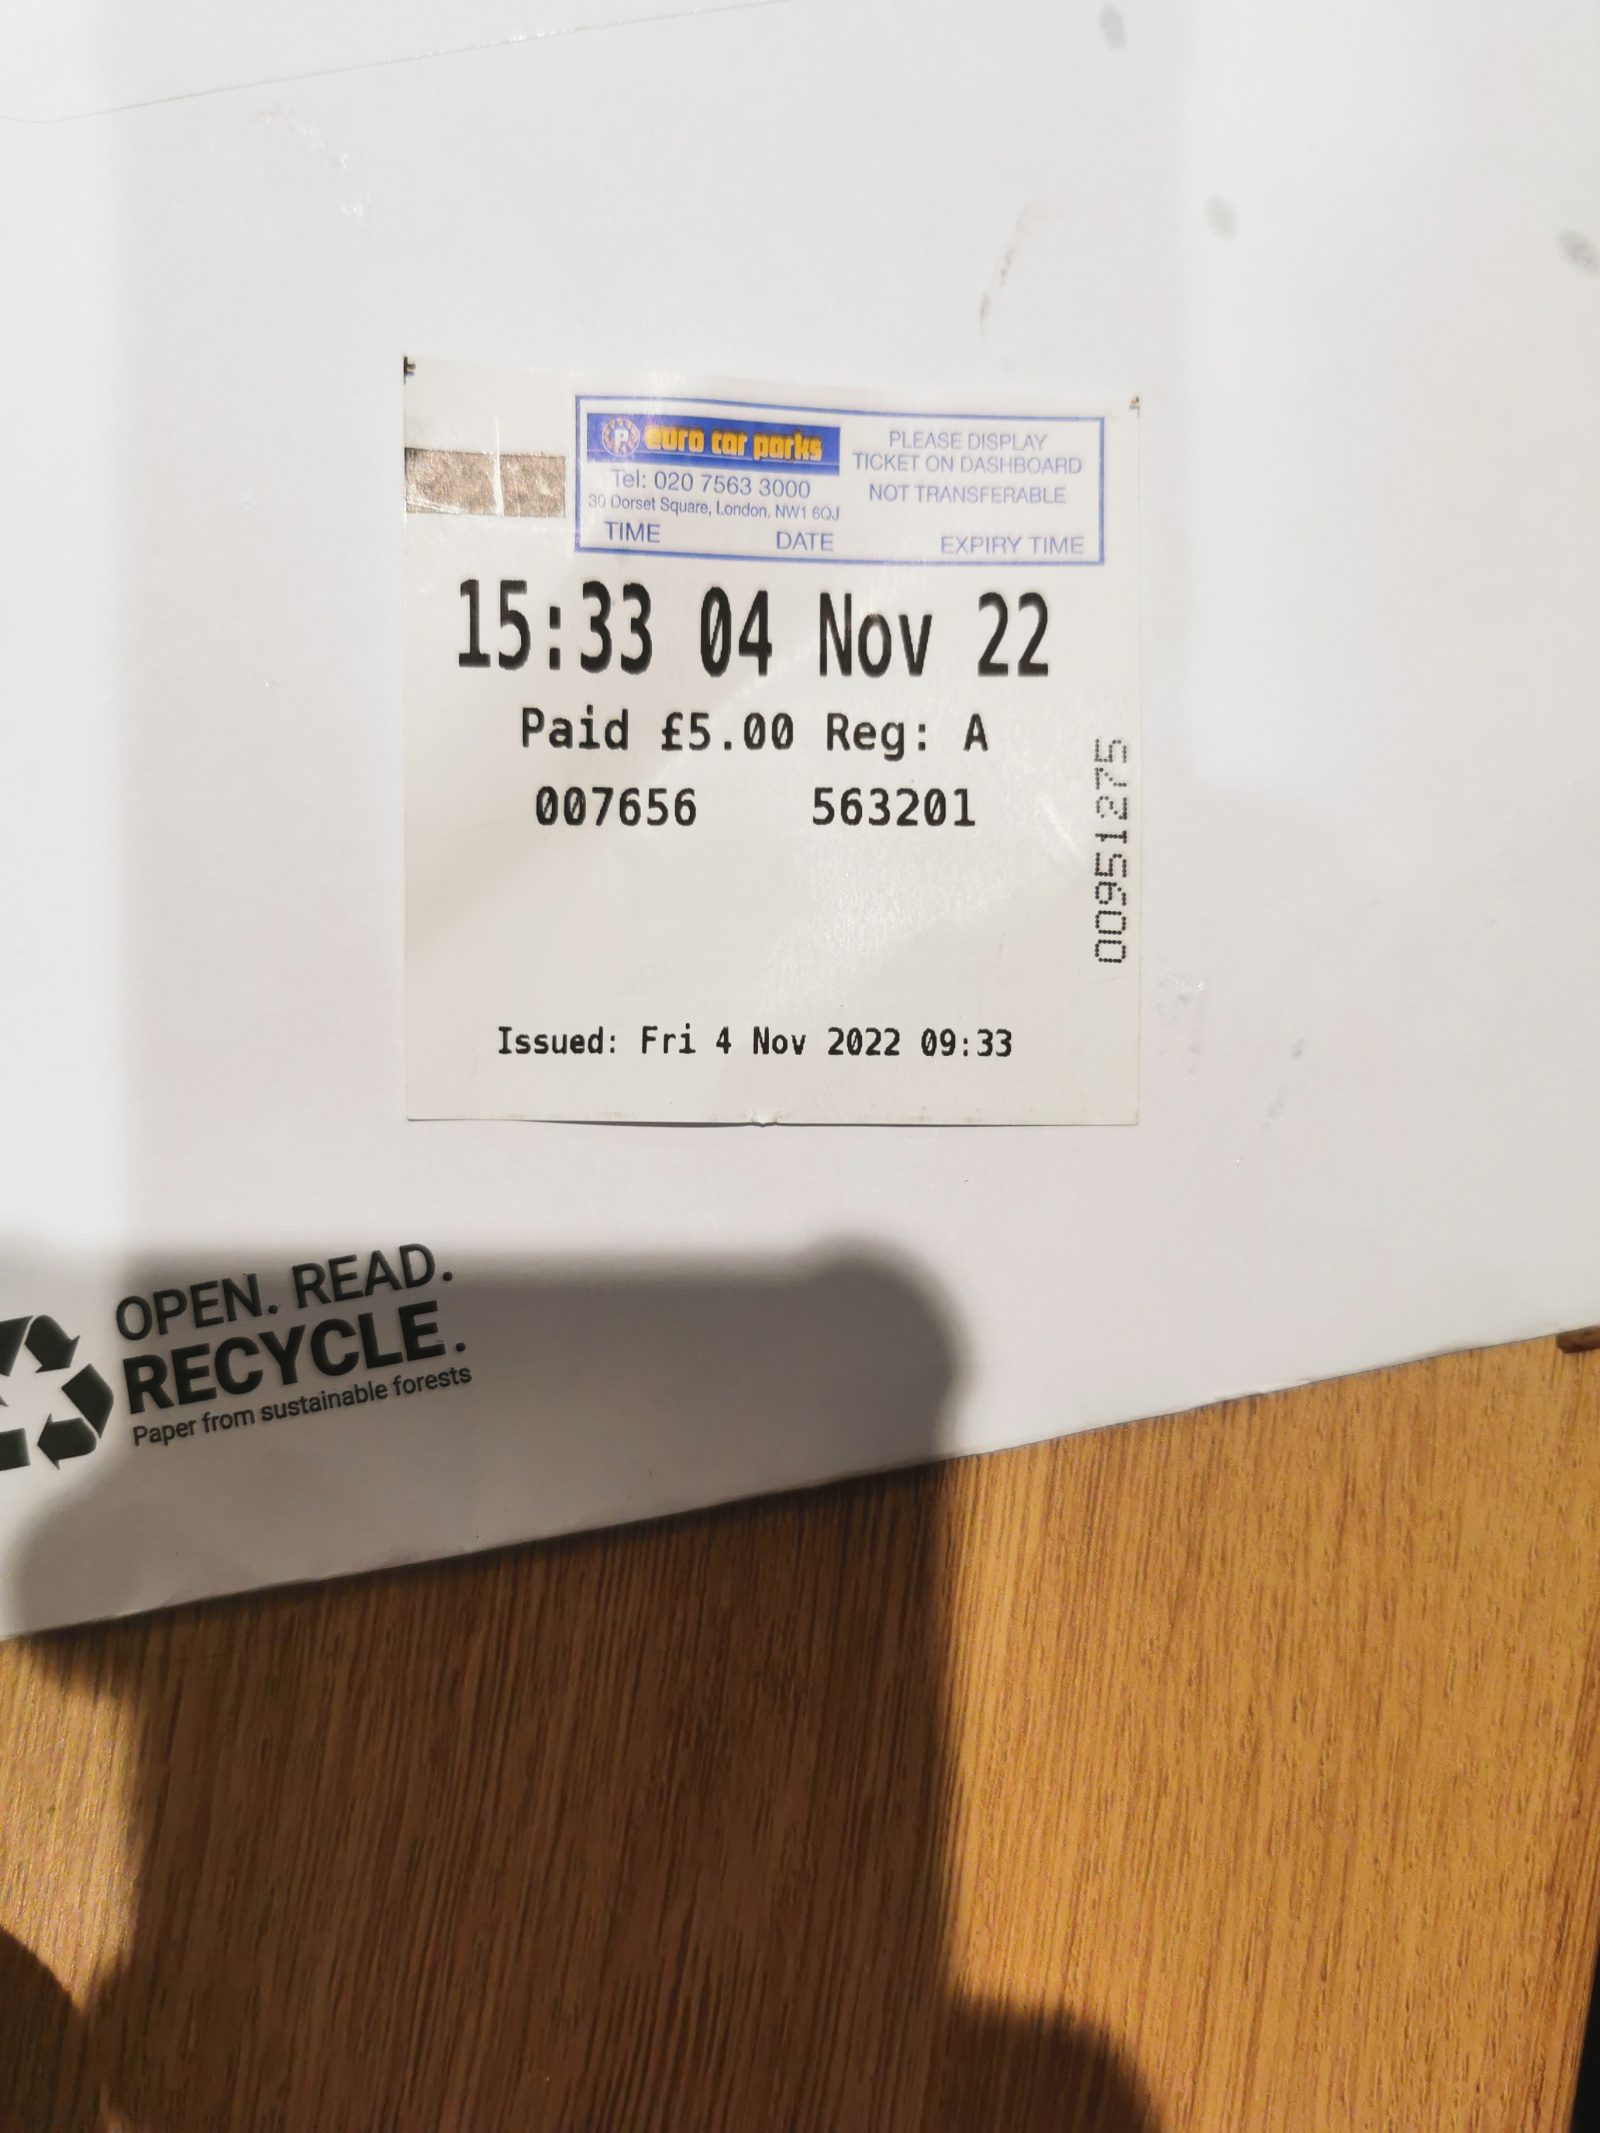 euro car parks
Tel: 020 7563 3000
30 Dorset Square, London, NW1 6QJ
PLEASE DISPLAY
TICKET ON DASHBOARD
NOT TRANSFERABLE
TIME DATE EXPIRY TIME
15:33 04 Nov 22
Paid £5.00 Reg: A
007656 563201
00951275
Issued: Fri 4 Nov 2022 09:33
OPEN. READ.
RECYCLE.
Paper from sustainable forests